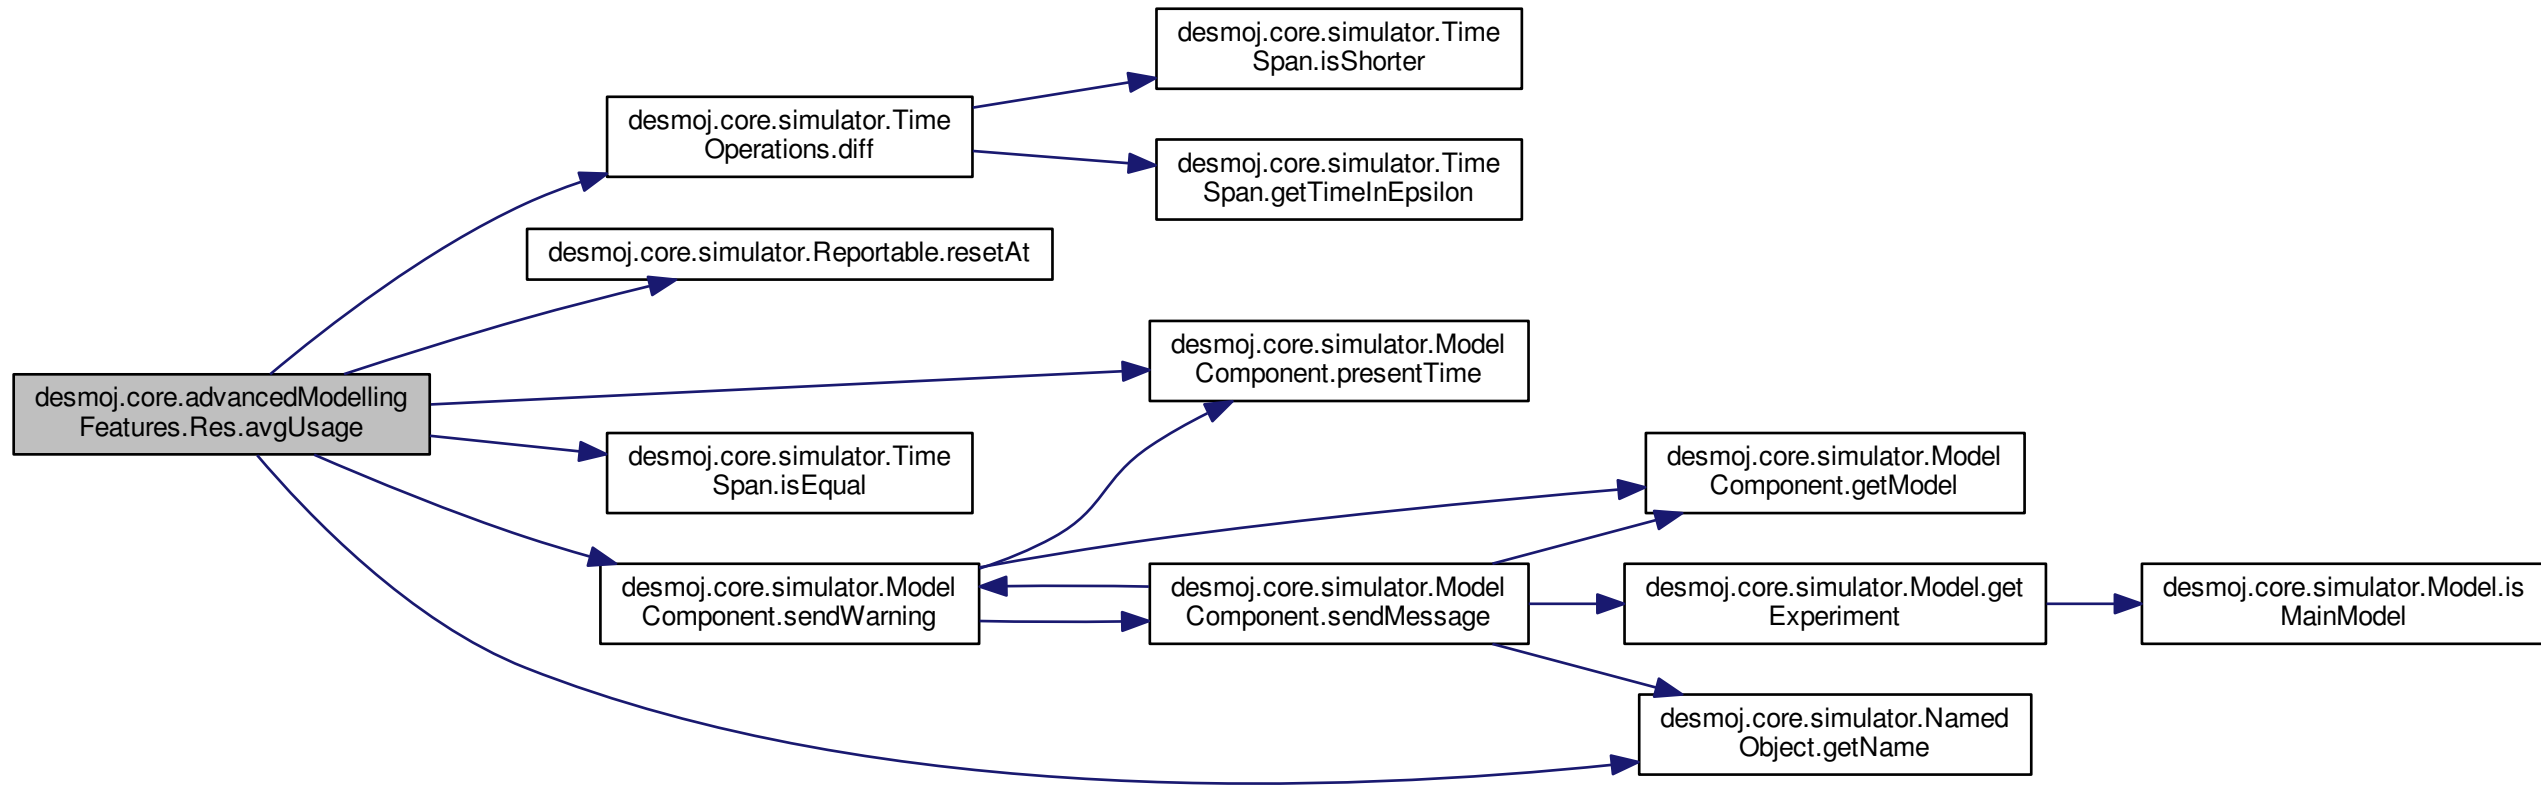 desmoj.core.simulator.Time
Span.isShorter
desmoj.core.simulator.Time
Operations.diff
desmoj.core.simulator.Time
Span.getTimeInEpsilon
desmoj.core.simulator.Reportable.resetAt
desmoj.core.simulator.Model
Component.presentTime
desmoj.core.advancedModelling
Features.Res.avgUsage
desmoj.core.simulator.Time
Span.isEqual
desmoj.core.simulator.Model
Component.getModel
desmoj.core.simulator.Model
Component.sendWarning
desmoj.core.simulator.Model
Component.sendMessage
desmoj.core.simulator.Model.get
Experiment
desmoj.core.simulator.Model.is
MainModel
desmoj.core.simulator.Named
Object.getName